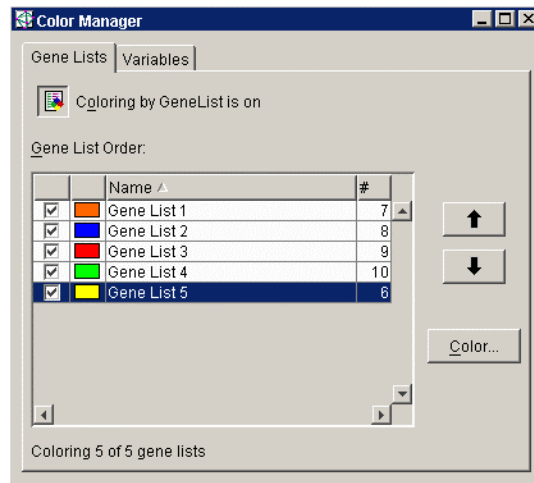 Color Manager
Gene Lists Variables
Coloring by GeneList is on
Gene List Order:
Name #
Gene List 1 7
Gene List 2 8
Gene List 3 9
Gene List 4 10
Gene List 5 6
Color...
Coloring 5 of 5 gene lists